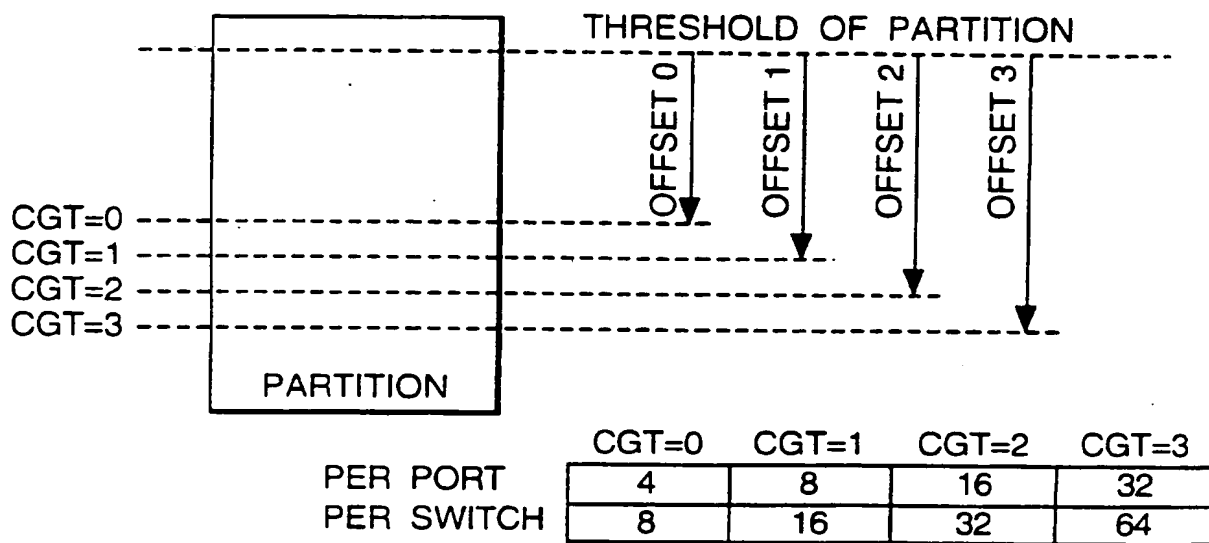 THRESHOLD OF PARTITION
OFFSET 0
OFFSET 1
OFFSET 2
OFFSET 3
CGT=0
CGT=1
CGT=2
CGT=3
PARTITION
CGT=0 CGT=1 CGT=2 CGT=3
PER PORT 4 8 16 32
PER SWITCH 8 16 32 64